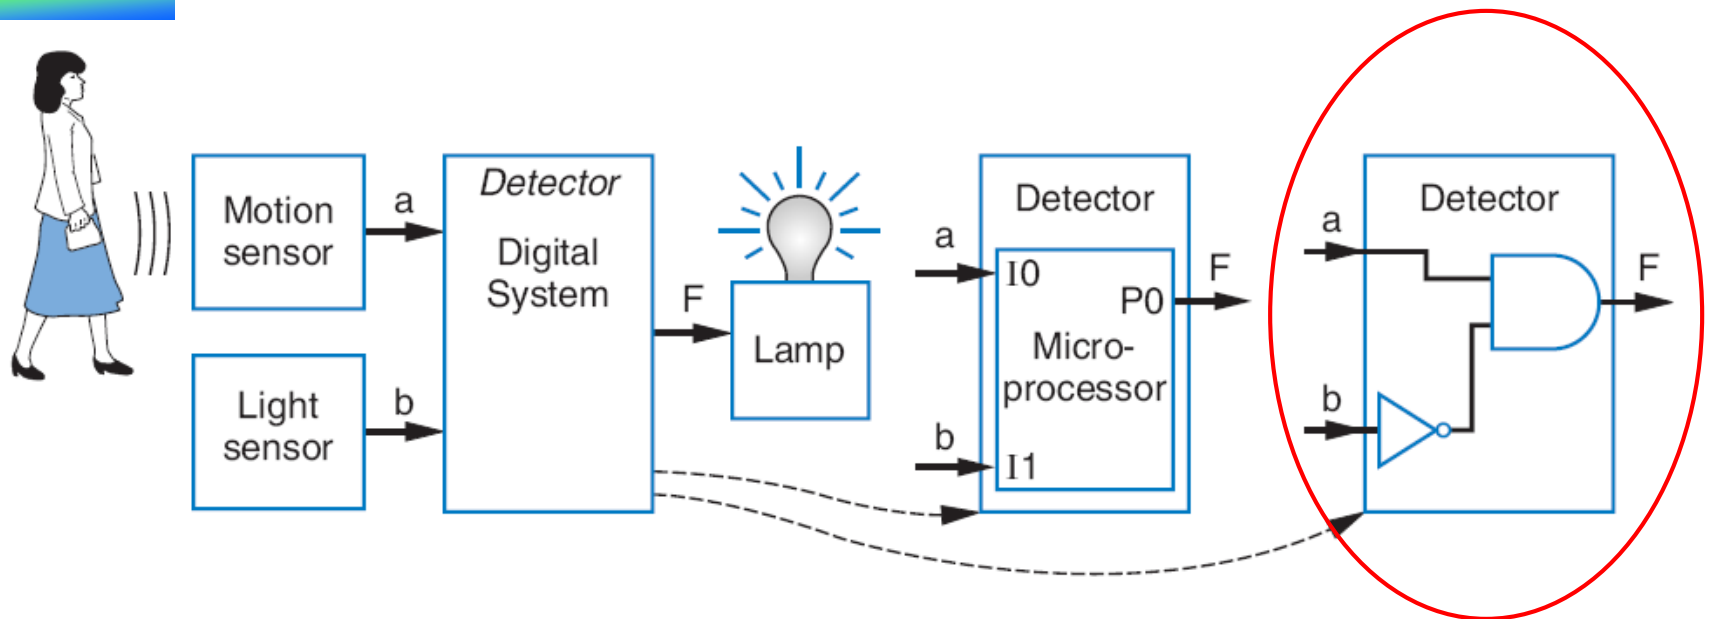 Motion
sensor
a
Light
sensor
b
Detector
Digital
System
F
Lamp
Detector
a
I0
P0
F
Micro-
processor
b
I1
Detector
a
F
b